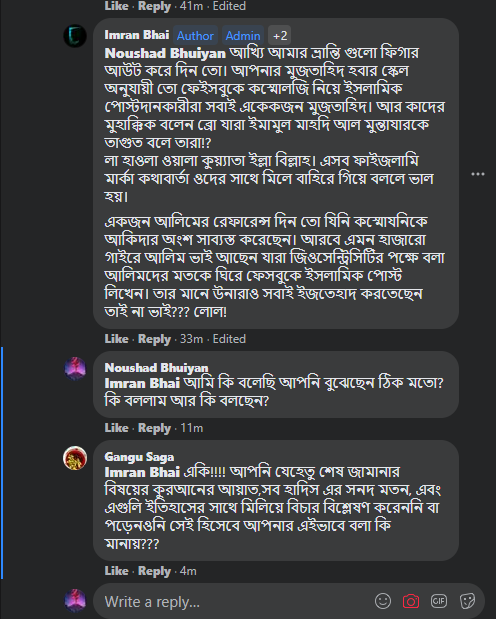 Like · Reply · 41m · Edited
Imran Bhai Author Admin +2
Noushad Bhuiyan আখ্যি আমার ভ্রান্তি গুলো ফিগার
আউট করে দিন তো। আপনার মুজতাহিদ হবার স্কেল
অনুযায়ী তো ফেইসবুকে কস্মোলজি নিয়ে ইসলামিক
পোস্টদানকারীরা সবাই একেকজন মুজতাহিদ। আর কাদের
মুহাক্কিক বলেন ব্রো যারা ইমামুল মাহদি আল মুন্তাযারকে
তাগুত বলে তারা!?
লা হাওলা ওয়ালা কুয়্যাতা ইল্লা বিল্লাহ। এসব ফাইজলামি
মার্কা কথাবার্তা ওদের সাথে মিলে বাহিরে গিয়ে বললে ভাল
হয়।
একজন আলিমের রেফারেন্স দিন তো যিনি কস্মোযনিকে
আকিদার অংশ সাব্যস্ত করেছেন। আরবে এমন হাজারো
গাইরে আলিম ভাই আছেন যারা জিওসেন্ট্রিসিটির পক্ষে বলা
আলিমদের মতকে ঘিরে ফেসবুকে ইসলামিক পোস্ট
লিখেন। তার মানে উনারাও সবাই ইজতেহাদ করতেছেন
তাই না ভাই??? লোল!
Like · Reply · 33m · Edited
Noushad Bhuiyan
Imran Bhai আমি কি বলেছি আপনি বুঝেছেন ঠিক মতো?
কি বললাম আর কি বলছেন?
Like · Reply · 11m
Gangu Saga
Imran Bhai একি!!!! আপনি যেহেতু শেষ জামানার
বিষয়ের কুরআনের আয়াত,সব হাদিস এর সনদ মতন, এবং
এগুলি ইতিহাসের সাথে মিলিয়ে বিচার বিশ্লেষণ করেননি বা
পড়েনওনি সেই হিসেবে আপনার এইভাবে বলা কি
মানায়???
Like · Reply · 4m
Write a reply...
GIF